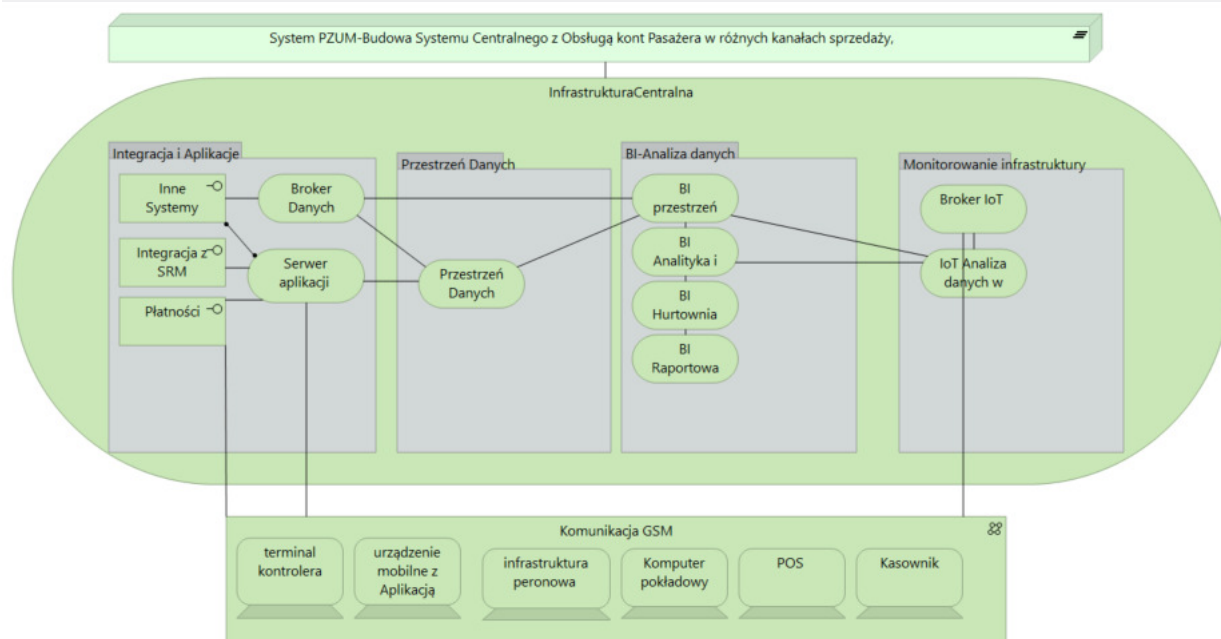 System PZUM-Budowa Systemu Centralnego z Obsługą kont Pasażera w różnych kanałach sprzedaży,
InfrastrukturaCentralna
Integracja i Aplikacje
Inne
Systemy
Broker
Danych
Integracja z
SRM
Serwer
aplikacji
Płatności
Przestrzeń Danych
Przestrzeń
Danych
BI-Analiza danych
BI
przestrzeń
BI
Analityka i
BI
Hurtownia
BI
Raportowa
Monitorowanie infrastruktury
Broker IoT
IoT Analiza
danych w
Komunikacja GSM
terminal
kontrolera
urządzenie
mobilne z
Aplikacją
infrastruktura
peronowa
Komputer
pokładowy
POS
Kasownik